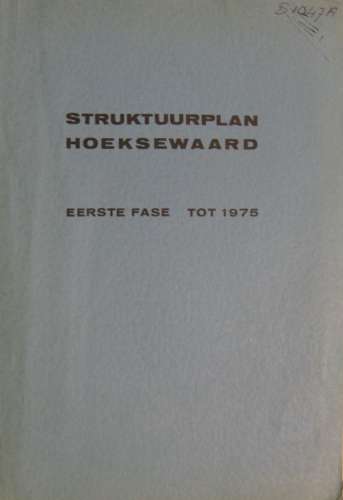 STRUKTUURPLAN
HOEKSEWAARD
EERSTE FASE TOT 1975